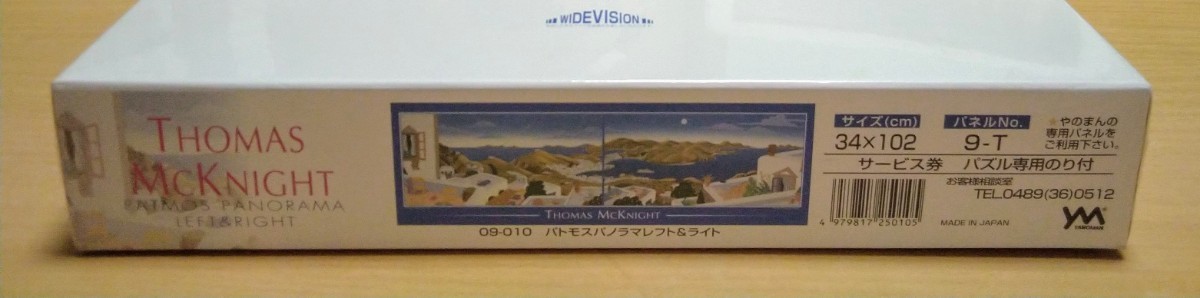 WIDEVISION
THOMAS
MCKNIGHT
PATMOS PANORAMA
LEFT&RIGHT
THOMAS MCKNIGHT
09-010 パトモスパノラマレフト&ライト
サイズ(cm) パネルNo.
34×102 9-T
★やのまんの
専用パネルを
ご利用下さい。
サービス券 パズル専用のり付
お客様相談室
TEL.0489(36)0512
4 979817 250105
MADE IN JAPAN
YM
YANOMAN